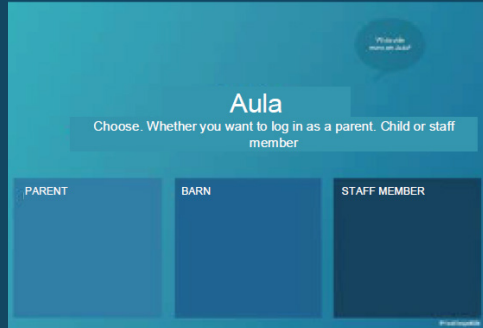 Aula
Choose. Whether you want to log in as a parent. Child or staff
member
PARENT
BARN
STAFF MEMBER